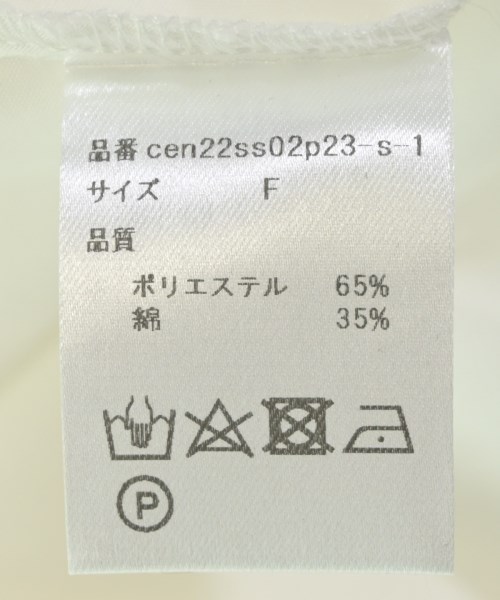 品番 cen22ss02p23-s-1
サイズ F
品質
ポリエステル 65%
綿 35%
P